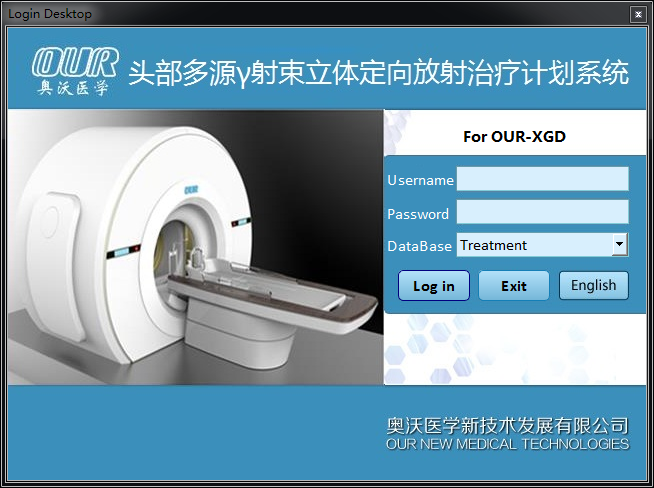 Login Desktop
OUR
奥沃医学
头部多源γ射束立体定向放射治疗计划系统
OUR
For OUR-XGD
Username
Password
DataBase Treatment
Log in Exit English
奥沃医学新技术发展有限公司
OUR NEW MEDICAL TECHNOLOGIES